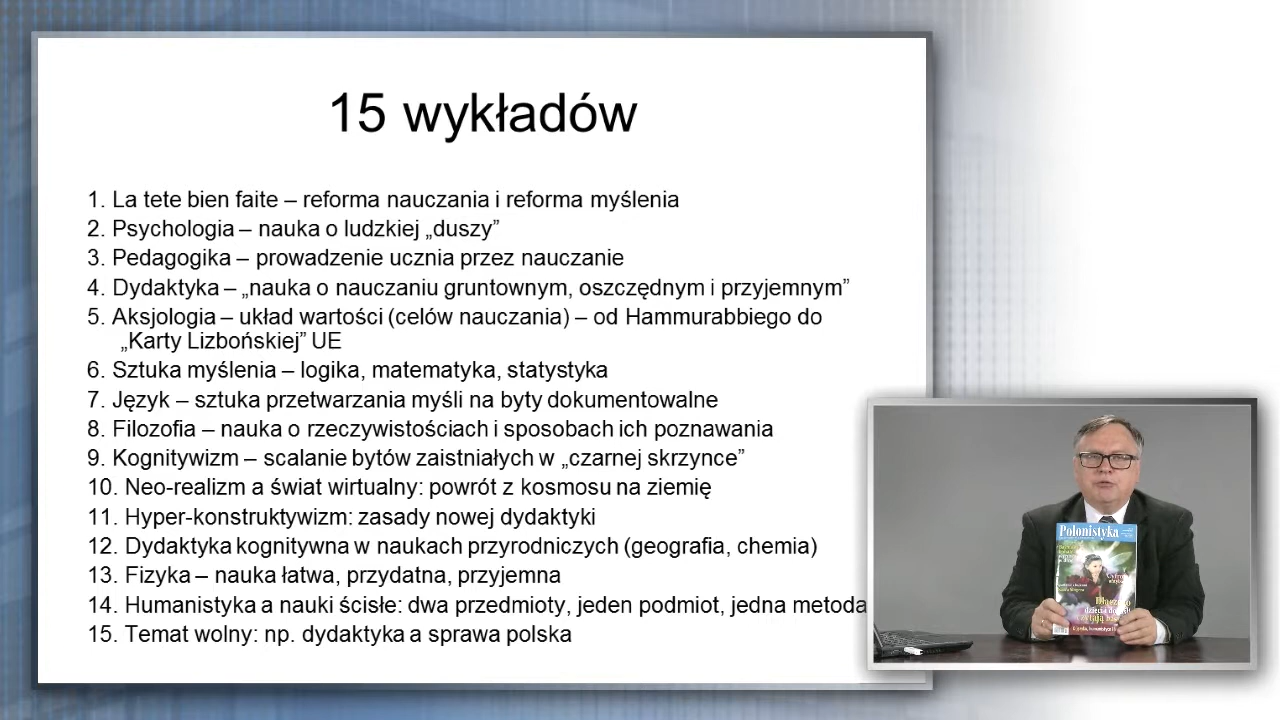 15 wykładów
1. La tete bien faite – reforma nauczania i reforma myślenia
2. Psychologia – nauka o ludzkiej „duszy”
3. Pedagogika – prowadzenie ucznia przez nauczanie
4. Dydaktyka – „nauka o nauczaniu gruntownym, oszczędnym i przyjemnym”
5. Aksjologia – układ wartości (celów nauczania) – od Hammurabbiego do
„Karty Lizbońskiej” UE
6. Sztuka myślenia – logika, matematyka, statystyka
7. Język – sztuka przetwarzania myśli na byty dokumentowalne
8. Filozofia – nauka o rzeczywistościach i sposobach ich poznawania
9. Kognitywizm – scalanie bytów zaistniałych w „czarnej skrzynce”
10. Neo-realizm a świat wirtualny: powrót z kosmosu na ziemię
11. Hyper-konstruktywizm: zasady nowej dydaktyki
12. Dydaktyka kognitywna w naukach przyrodniczych (geografia, chemia)
13. Fizyka – nauka łatwa, przydatna, przyjemna
14. Humanistyka a nauki ścisłe: dwa przedmioty, jeden podmiot, jedna metoda
15. Temat wolny: np. dydaktyka a sprawa polska
Polonistyka